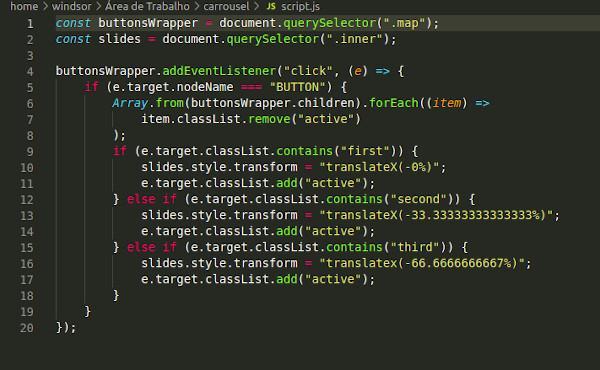 home › windsor › Área de Trabalho › carrousel › JS script.js
1 const buttonsWrapper = document.querySelector(".map");
2 const slides = document.querySelector(".inner");
3
4 buttonsWrapper.addEventListener("click", (e) => {
5     if (e.target.nodeName === "BUTTON") {
6         Array.from(buttonsWrapper.children).forEach((item) =>
7             item.classList.remove("active")
8         );
9         if (e.target.classList.contains("first")) {
10             slides.style.transform = "translateX(-0%)";
11             e.target.classList.add("active");
12         } else if (e.target.classList.contains("second")) {
13             slides.style.transform = "translateX(-33.33333333333333%)";
14             e.target.classList.add("active");
15         } else if (e.target.classList.contains("third")) {
16             slides.style.transform = "translatex(-66.6666666667%)";
17             e.target.classList.add("active");
18         }
19     }
20 });